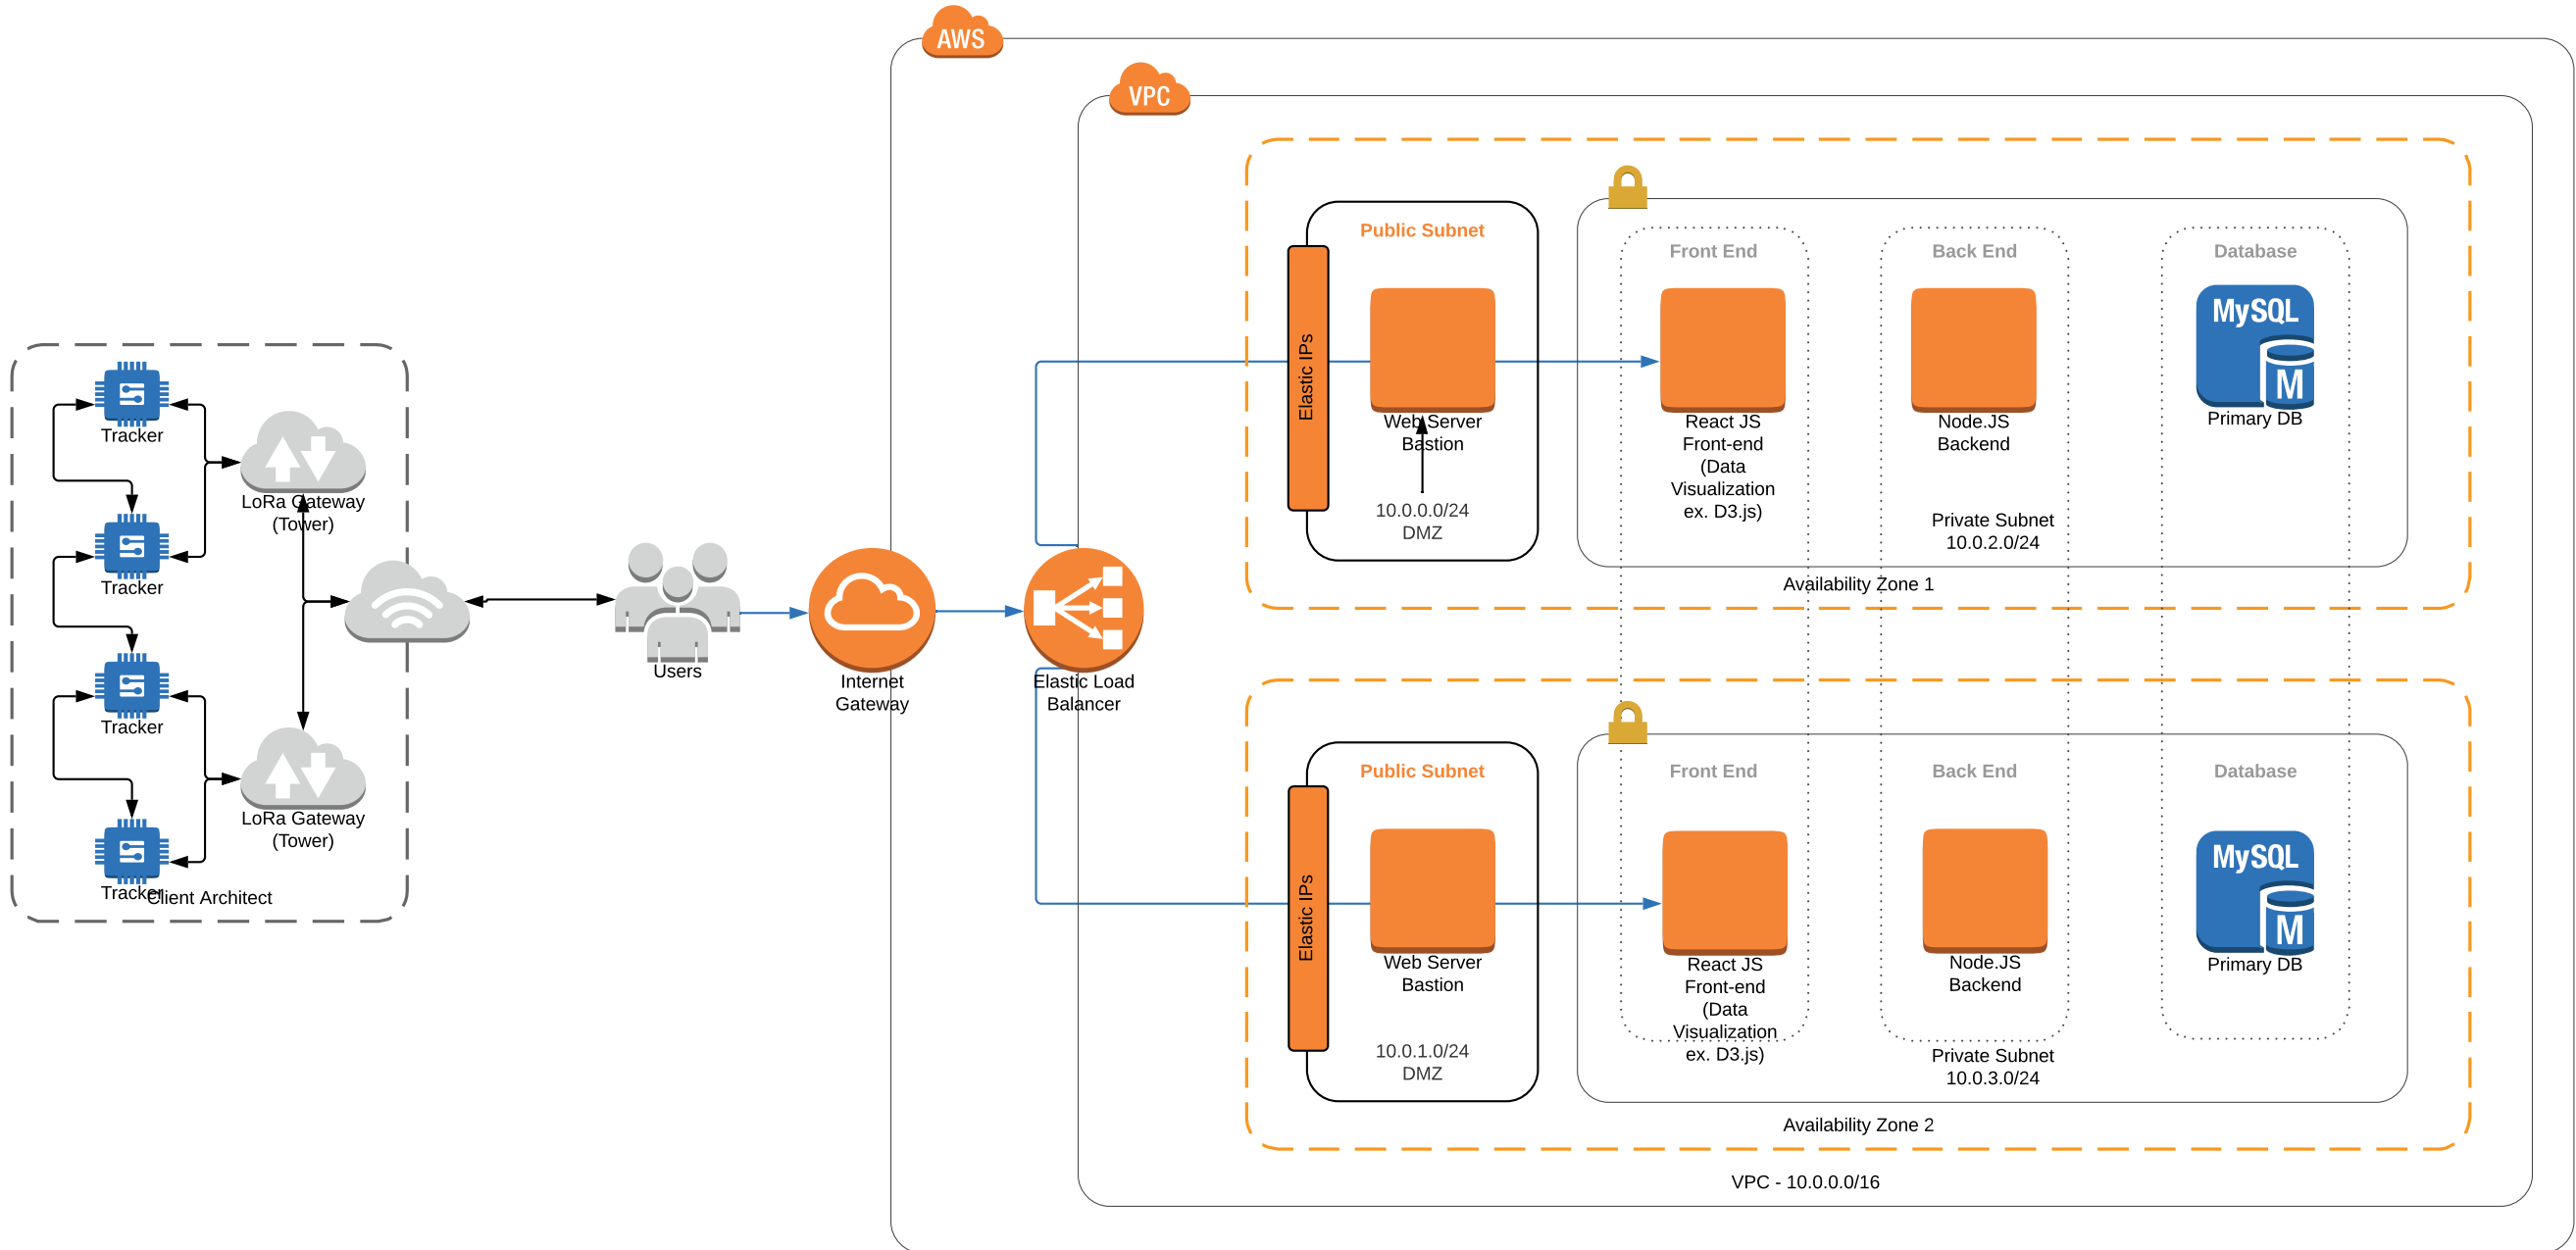 AWS
VPC
Tracker
Tracker
Tracker
Tracker
LoRa Gateway
(Tower)
LoRa Gateway
(Tower)
Client Architect
Users
Internet
Gateway
Elastic Load
Balancer
Elastic IPs
Public Subnet
Web Server
Bastion
10.0.0.0/24
DMZ
Front End
React JS
Front-end
(Data
Visualization
ex. D3.js)
Back End
Node.JS
Backend
Private Subnet
10.0.2.0/24
Database
MySQL
M
Primary DB
Availability Zone 1
Elastic IPs
Public Subnet
Web Server
Bastion
10.0.1.0/24
DMZ
Front End
React JS
Front-end
(Data
Visualization
ex. D3.js)
Back End
Node.JS
Backend
Private Subnet
10.0.3.0/24
Database
MySQL
M
Primary DB
Availability Zone 2
VPC - 10.0.0.0/16